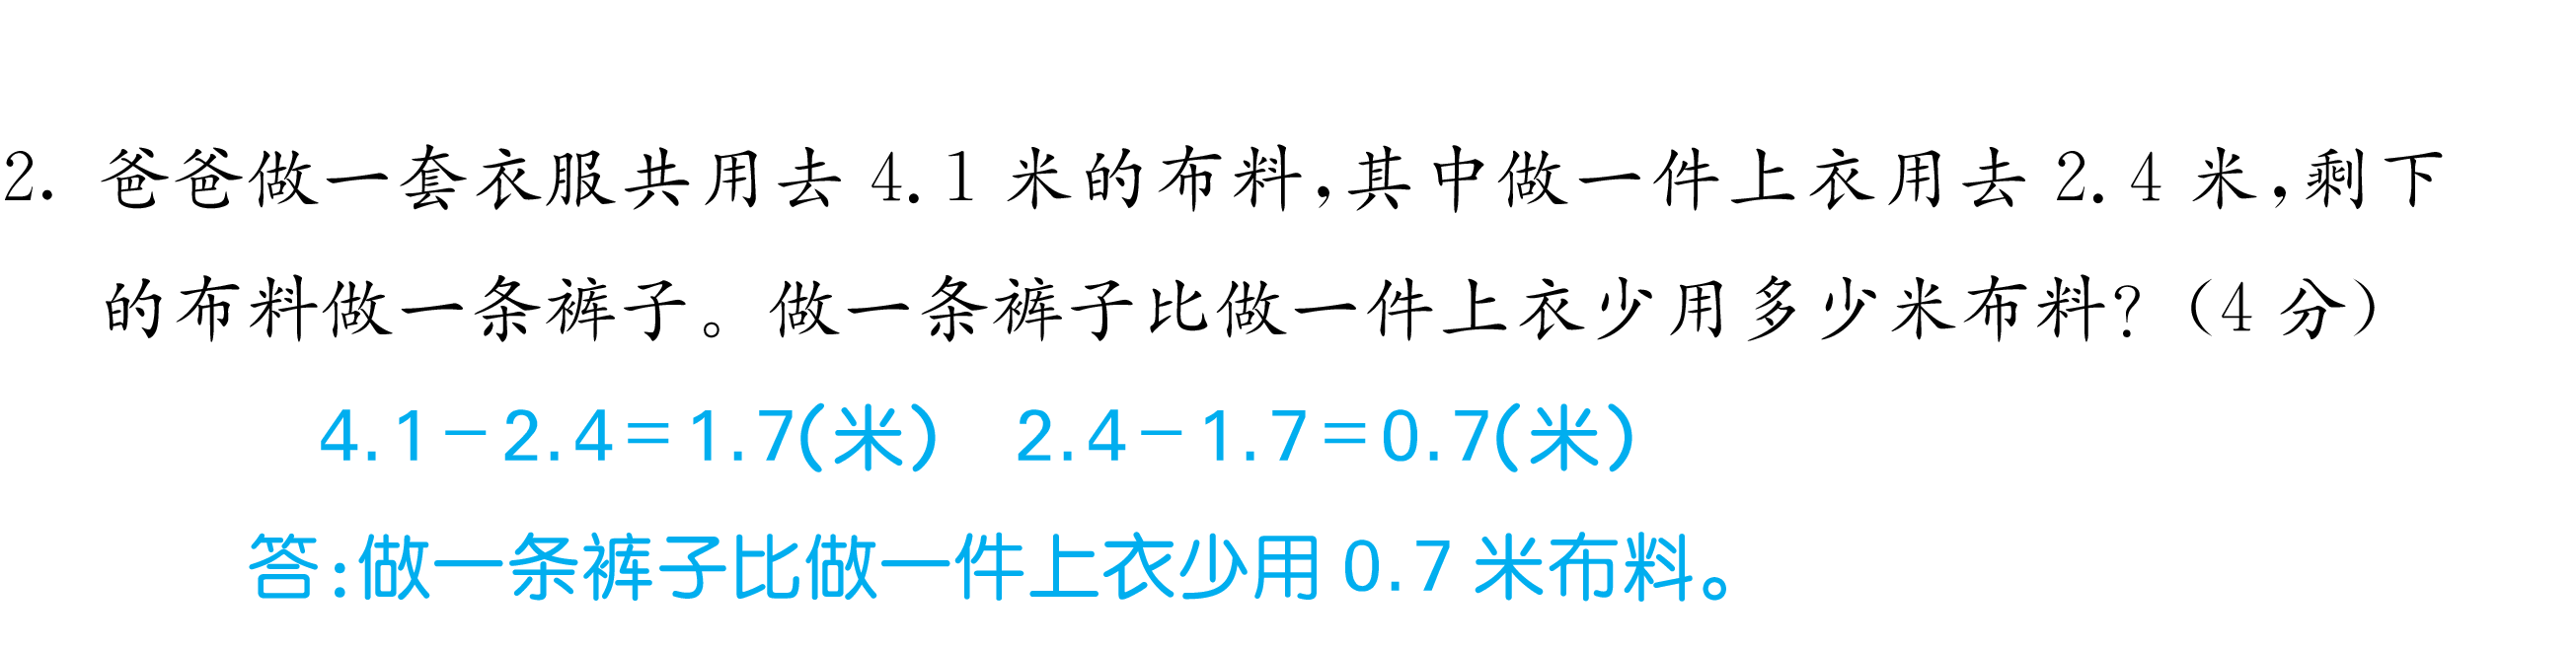 2. 爸爸做一套衣服共用去 4.1 米的布料,其中做一件上衣用去 2.4 米,剩下
的布料做一条裤子。做一条裤子比做一件上衣少用多少米布料?(4 分)
4.1-2.4=1.7(米) 2.4-1.7=0.7(米)
答:做一条裤子比做一件上衣少用 0.7 米布料。